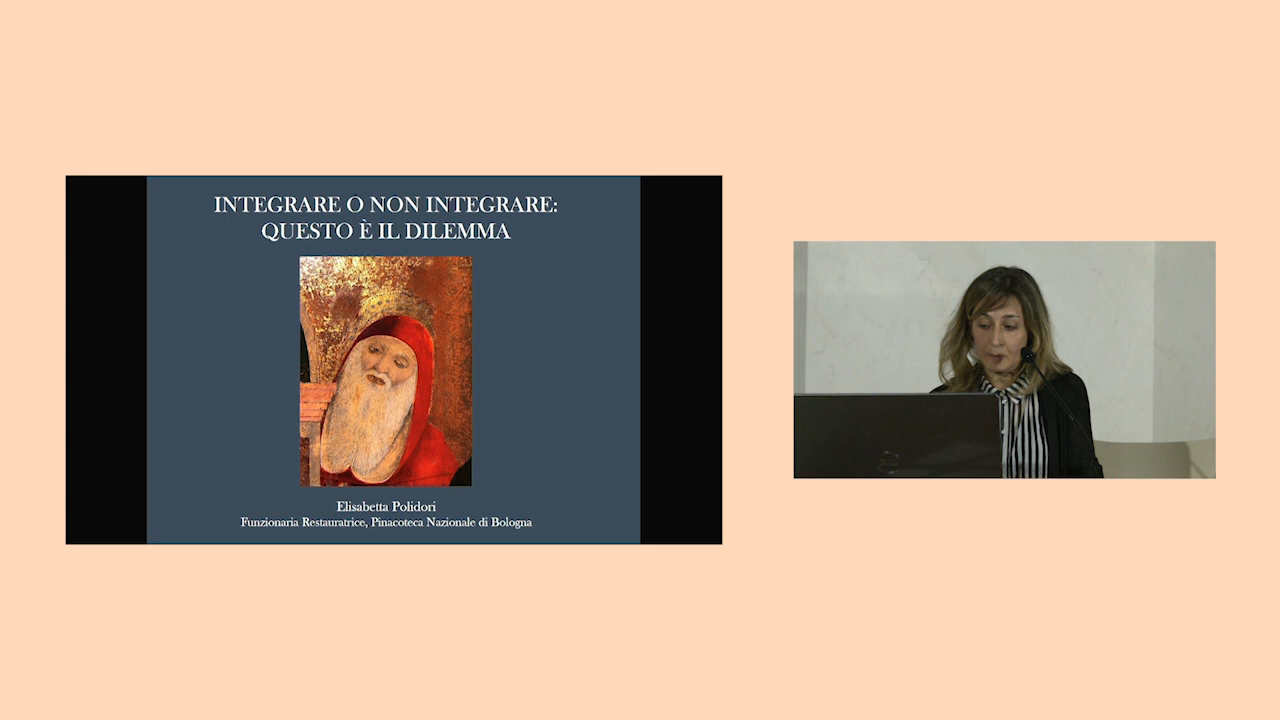 INTEGRARE O NON INTEGRARE:
QUESTO È IL DILEMMA
Elisabetta Polidori
Funzionaria Restauratrice, Pinacoteca Nazionale di Bologna